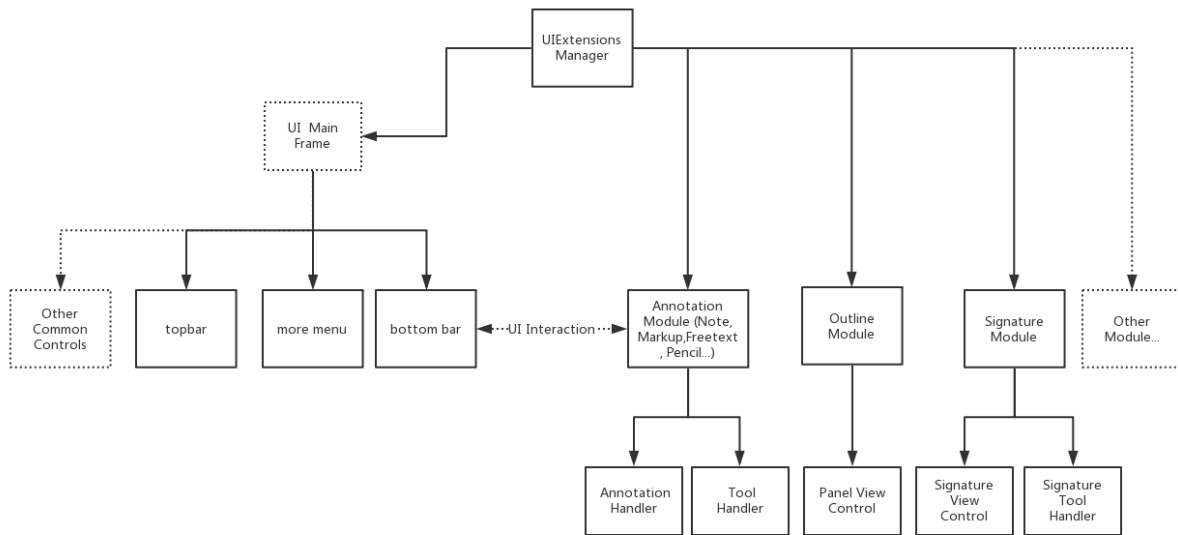 UIExtensions
Manager
UI Main
Frame
Other
Common
Controls
topbar
more menu
bottom bar
UI Interaction
Annotation
Module (Note,
Markup,Freetext
, Pencil...)
Outline
Module
Signature
Module
Other
Module...
Annotation
Handler
Tool
Handler
Panel View
Control
Signature
View
Control
Signature
Tool
Handler